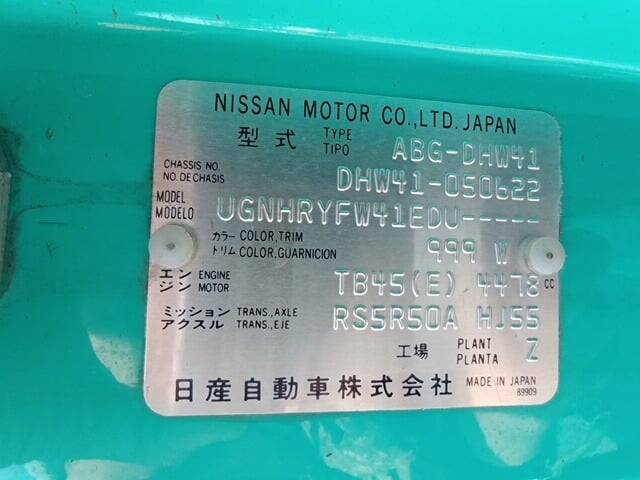 NISSAN MOTOR CO.,LTD.JAPAN
型式 TYPE TIPO ABG-DHW41
CHASSIS NO. NO.DE CHASIS DHW41-050622
MODEL MODELO UGNHRYFW41EDU-----
カラー COLOR,TRIM
トリム COLOR,GUARNICION 999 W
エン ENGINE
ジン MOTOR TB45(E) 4478 CC
ミッション TRANS.,AXLE
アクスル TRANS.,EJE RS5R50A HJ55
工場 PLANT PLANTA Z
日産自動車株式会社 MADE IN JAPAN
89909